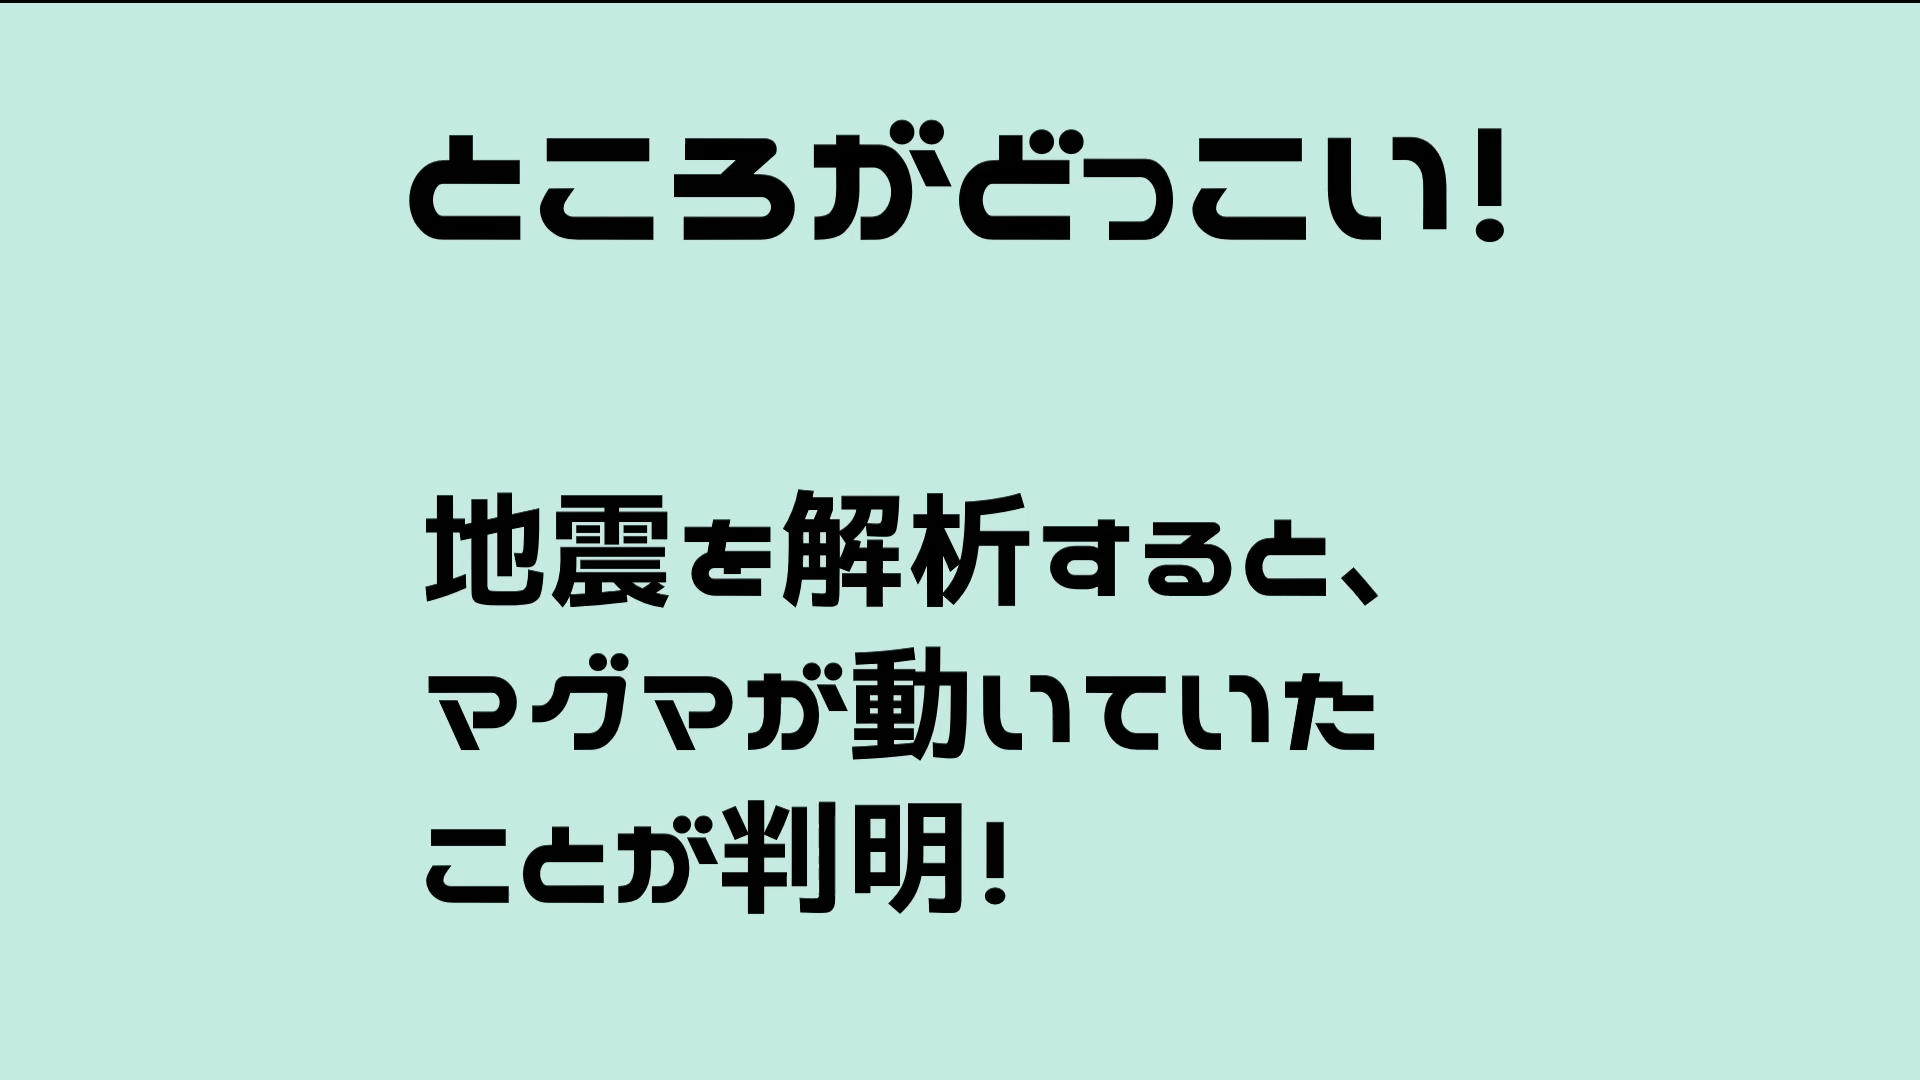 ところがどっこい!
地震を解析すると、
マグマが動いていた
ことが判明!